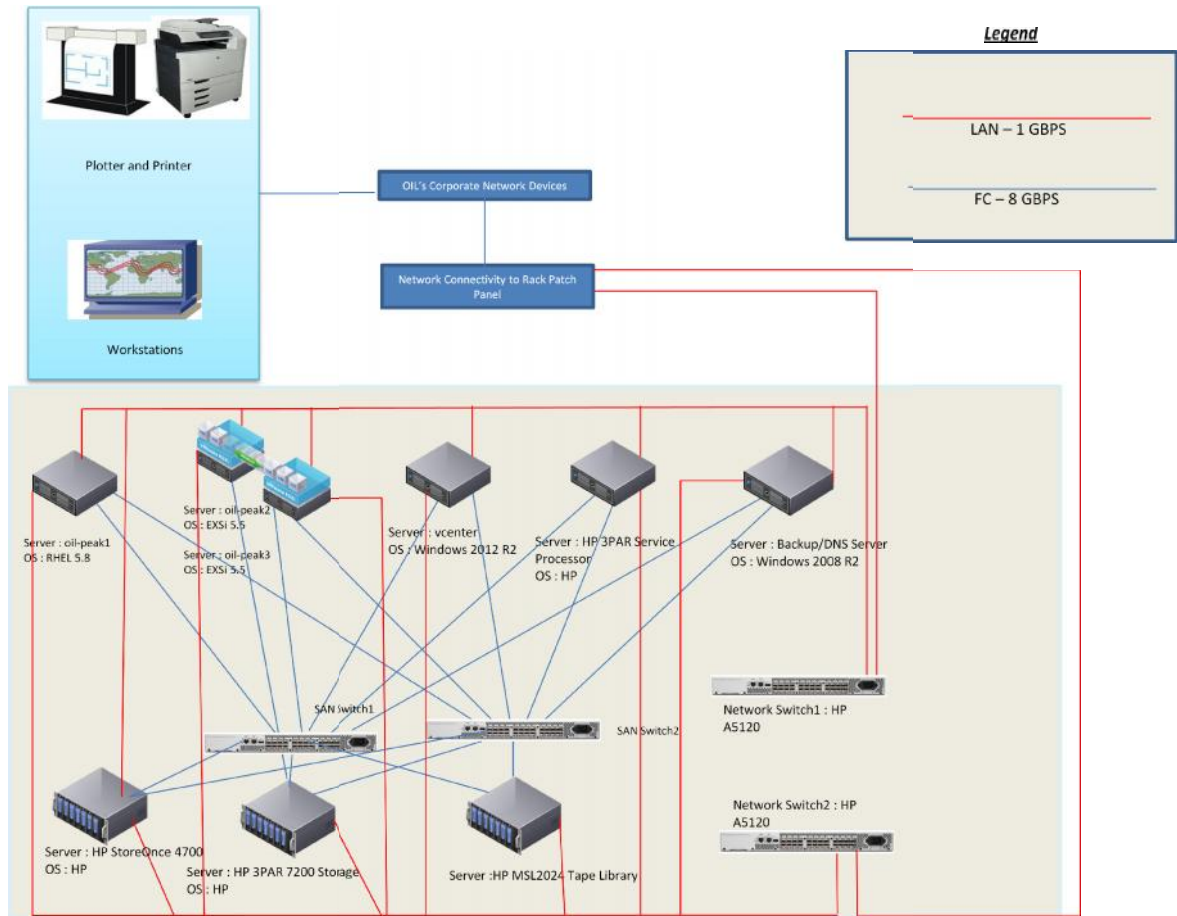 Legend
LAN – 1 GBPS
FC – 8 GBPS
Plotter and Printer
Workstations
OIL's Corporate Network Devices
Network Connectivity to Rack Patch
Panel
Server : oil-peak1
OS : RHEL 5.8
Server : oil-peak2
OS : EXSi 5.5
Server : oil-peak3
OS : EXSi 5.5
Server : vcenter
OS : Windows 2012 R2
Server : HP 3PAR Service
Processor
OS : HP
Server : Backup/DNS Server
OS : Windows 2008 R2
SAN Switch1
SAN Switch2
Network Switch1 : HP
A5120
Network Switch2 : HP
A5120
Server : HP StoreOnce 4700
OS : HP
Server : HP 3PAR 7200 Storage
OS : HP
Server :HP MSL2024 Tape Library